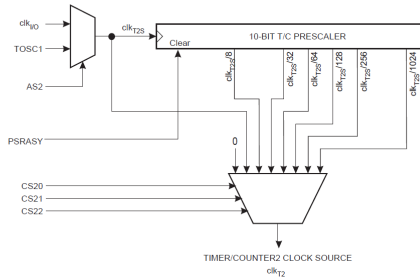 clkI/O
TOSC1
AS2
clkT2S
10-BIT T/C PRESCALER
Clear
clkT2S/8
clkT2S/32
clkT2S/64
clkT2S/128
clkT2S/256
clkT2S/1024
PSRASY
0
CS20
CS21
CS22
TIMER/COUNTER2 CLOCK SOURCE
clkT2